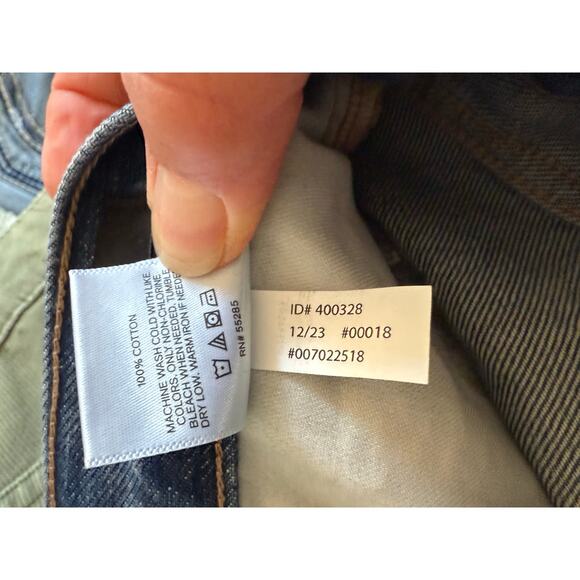 100% COTTON
MACHINE WASH COLD WITH LIKE
COLORS, ONLY NON-CHLORINE
BLEACH WHEN NEEDED, TUMBLE
DRY LOW. WARM IRON IF NEEDED
RN# 55285
ID# 400328
12/23 #00018
#007022518